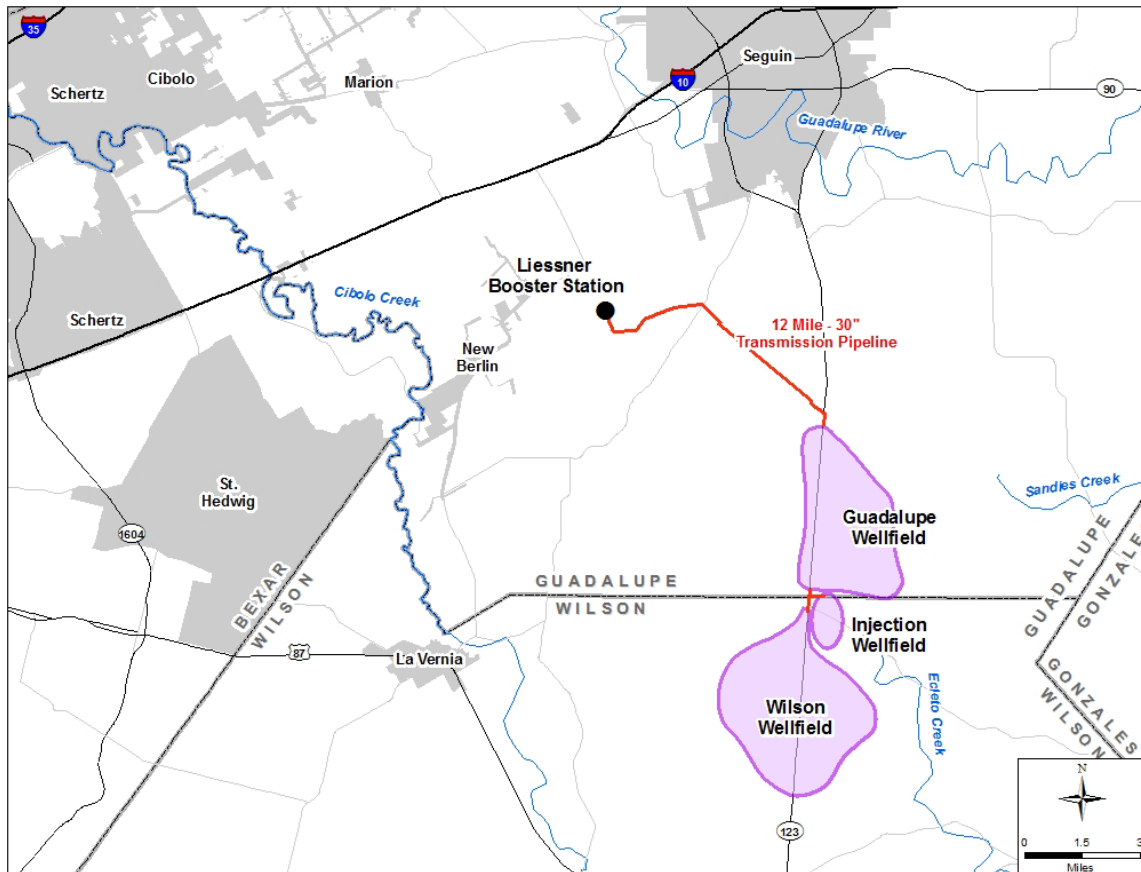 35
Cibolo
Schertz
Marion
Seguin
10
90
Guadalupe River
Liessner
Booster Station
Cibolo Creek
Schertz
12 Mile - 30"
Transmission Pipeline
New
Berlin
St.
Hedwig
Sandies Creek
Guadalupe
Wellfield
1604
BEXAR
WILSON
GUADALUPE
WILSON
GUADALUPE
GONZALE
Injection
Wellfield
87
La Vernia
Ecleto Creek
GONZALES
WILSON
Wilson
Wellfield
123
N
0 1.5 3
Miles